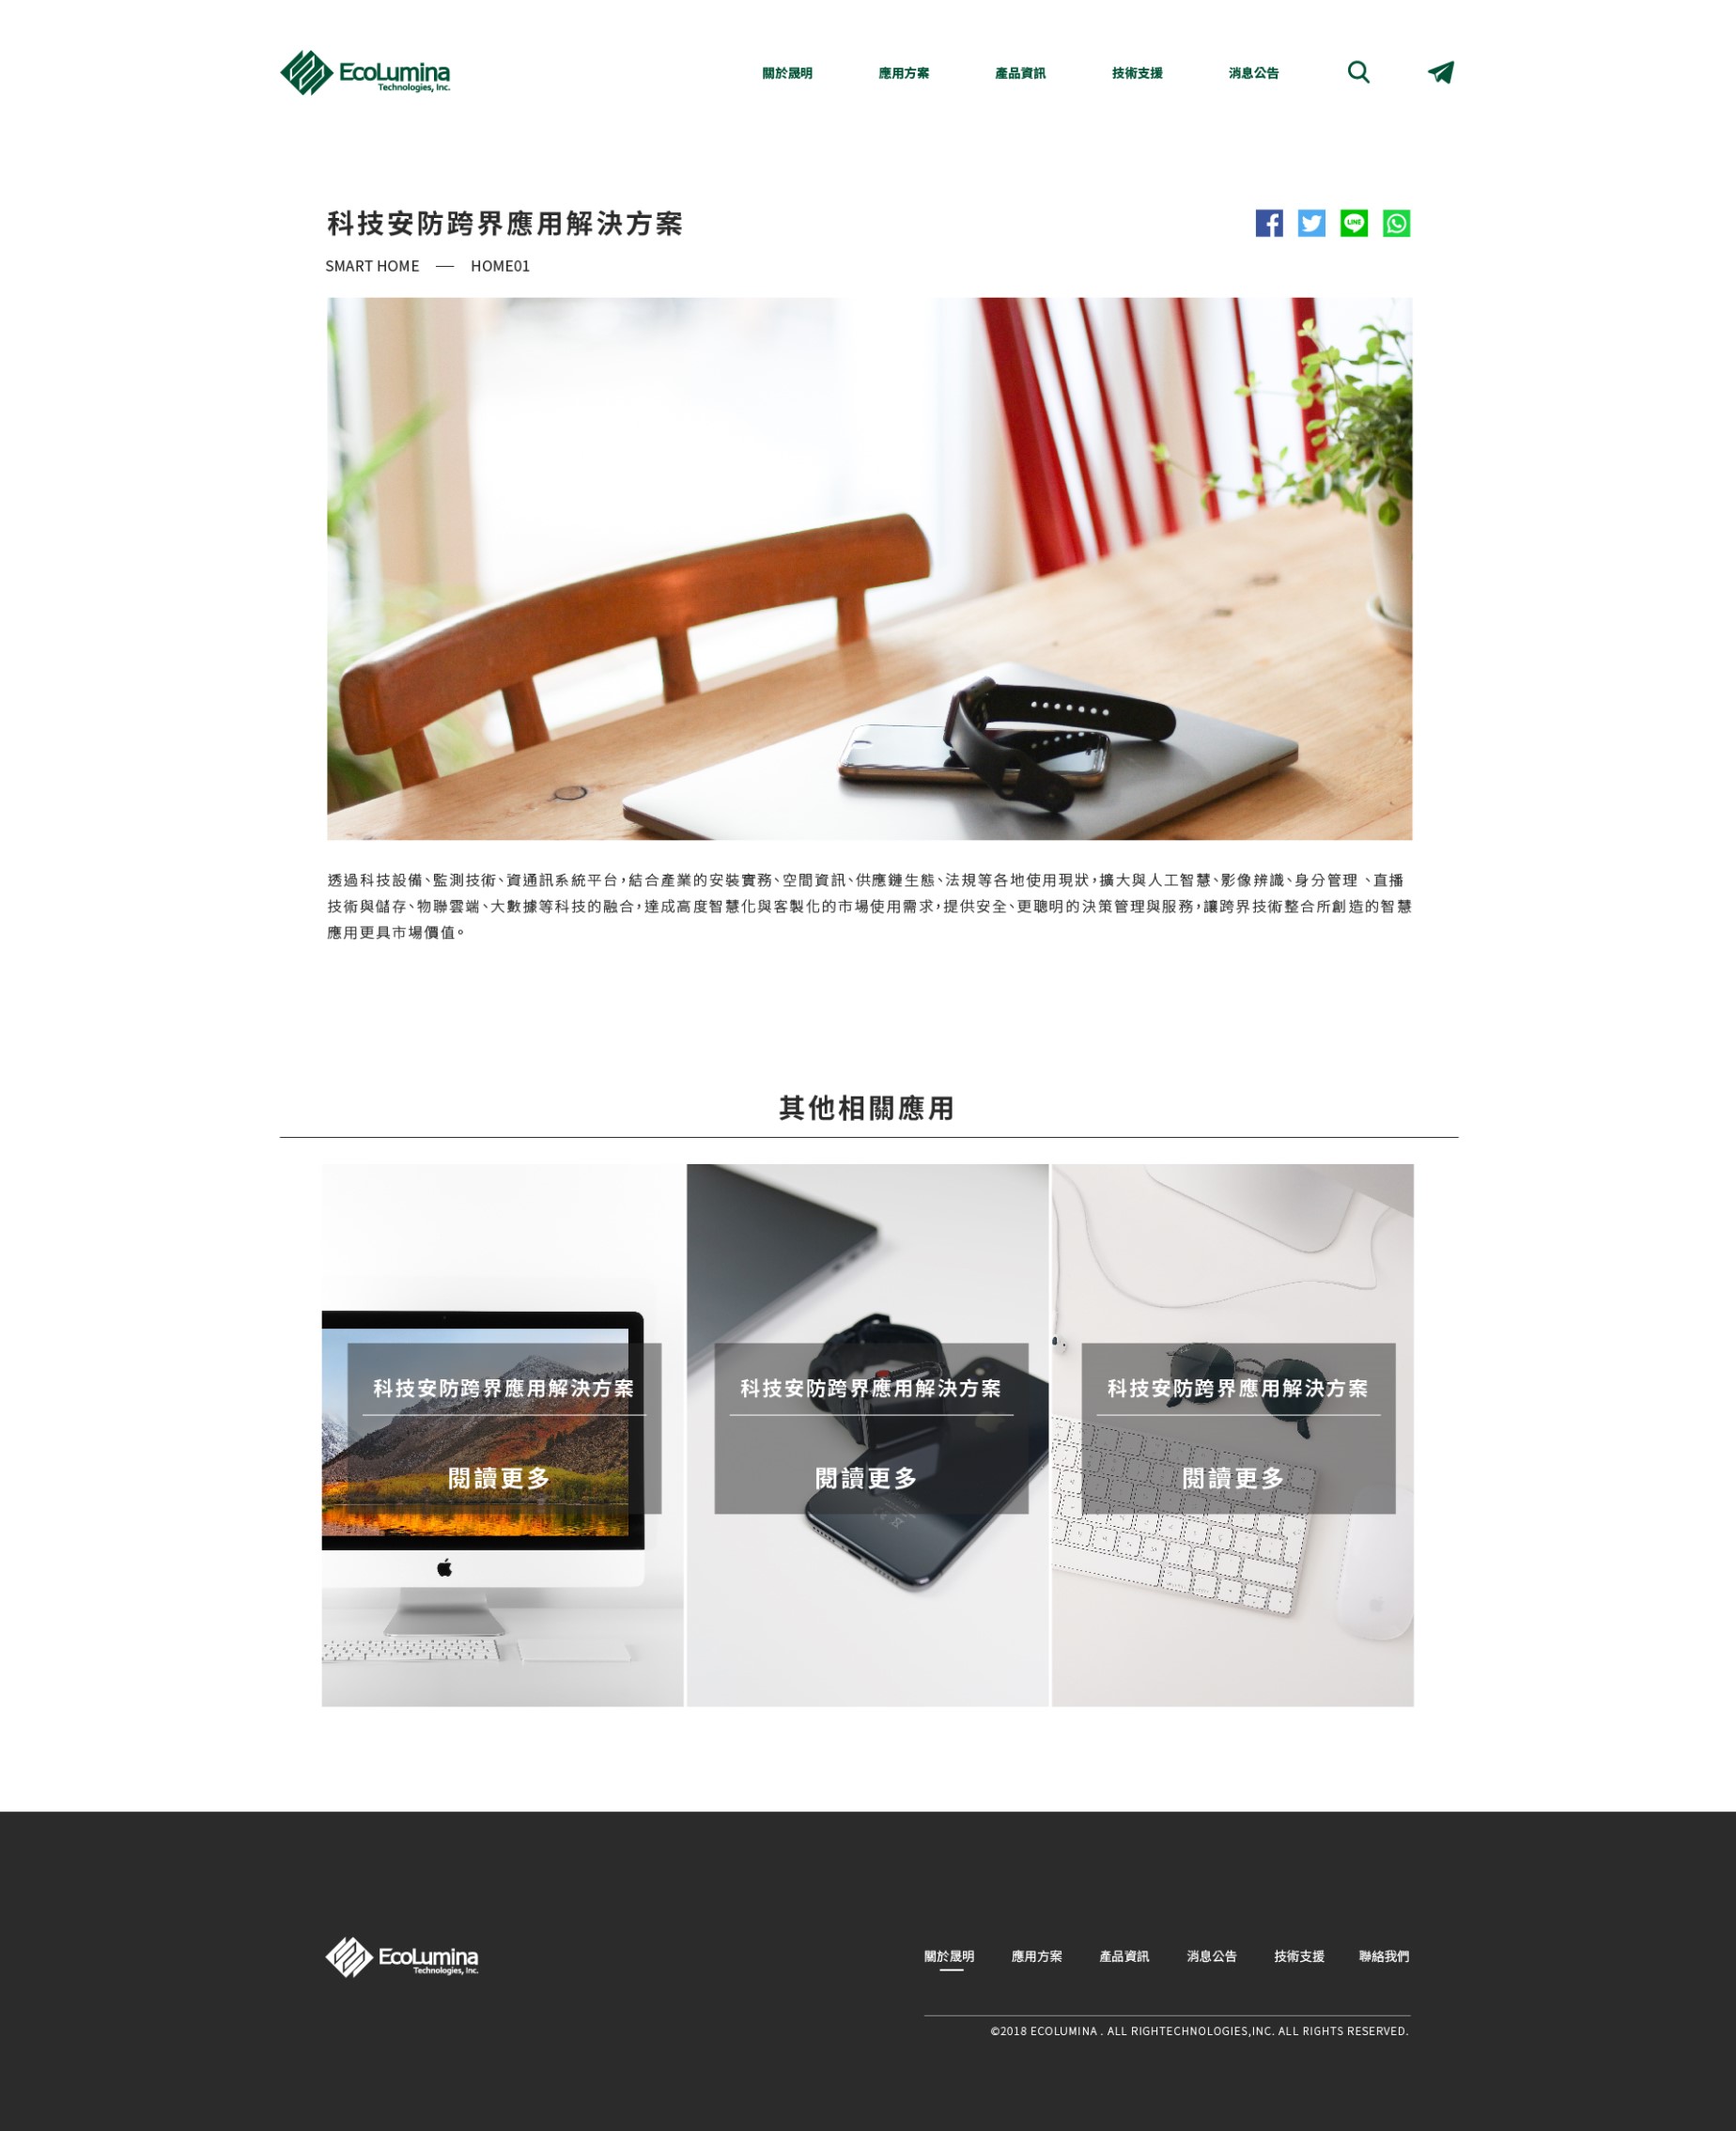 EcoLumina
Technologies, Inc.
關於晟明 應用方案 產品資訊 技術支援 消息公告
科技安防跨界應用解決方案
LINE
SMART HOME — HOME01
透過科技設備、監測技術、資通訊系統平台，結合產業的安裝實務、空間資訊、供應鏈生態、法規等各地使用現狀，擴大與人工智慧、影像辨識、身分管理 、直播
技術與儲存、物聯雲端、大數據等科技的融合，達成高度智慧化與客製化的市場使用需求，提供安全、更聰明的決策管理與服務，讓跨界技術整合所創造的智慧
應用更具市場價值。
其他相關應用
科技安防跨界應用解決方案
閱讀更多
科技安防跨界應用解決方案
閱讀更多
科技安防跨界應用解決方案
閱讀更多
EcoLumina
Technologies, Inc.
關於晟明 應用方案 產品資訊 消息公告 技術支援 聯絡我們
©2018 ECOLUMINA . ALL RIGHTECHNOLOGIES,INC. ALL RIGHTS RESERVED.